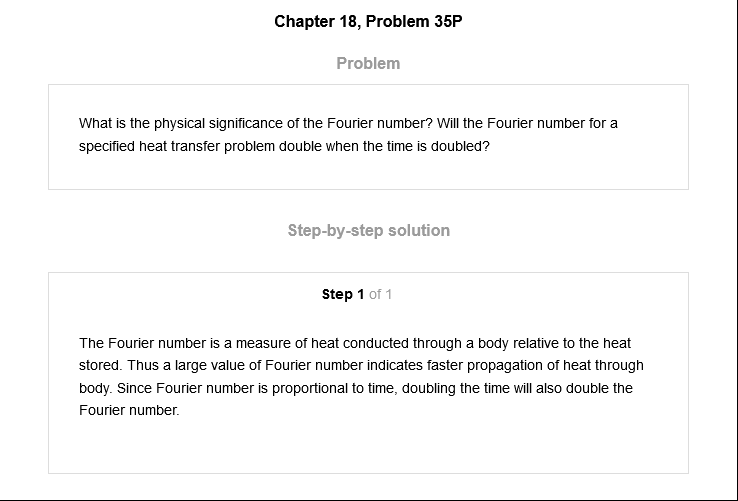 Chapter 18, Problem 35P
Problem
What is the physical significance of the Fourier number? Will the Fourier number for a
specified heat transfer problem double when the time is doubled?
Step-by-step solution
Step 1 of 1
The Fourier number is a measure of heat conducted through a body relative to the heat
stored. Thus a large value of Fourier number indicates faster propagation of heat through
body. Since Fourier number is proportional to time, doubling the time will also double the
Fourier number.